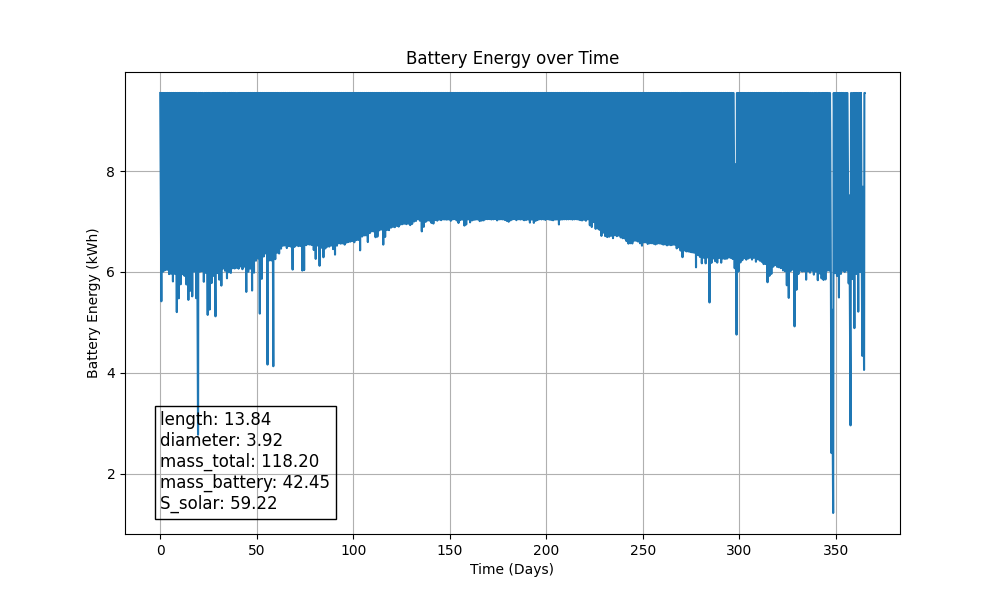 Battery Energy over Time
Battery Energy (kWh)
8
6
4
2
length: 13.84
diameter: 3.92
mass_total: 118.20
mass_battery: 42.45
S_solar: 59.22
0 50 100 150 200 250 300 350
Time (Days)